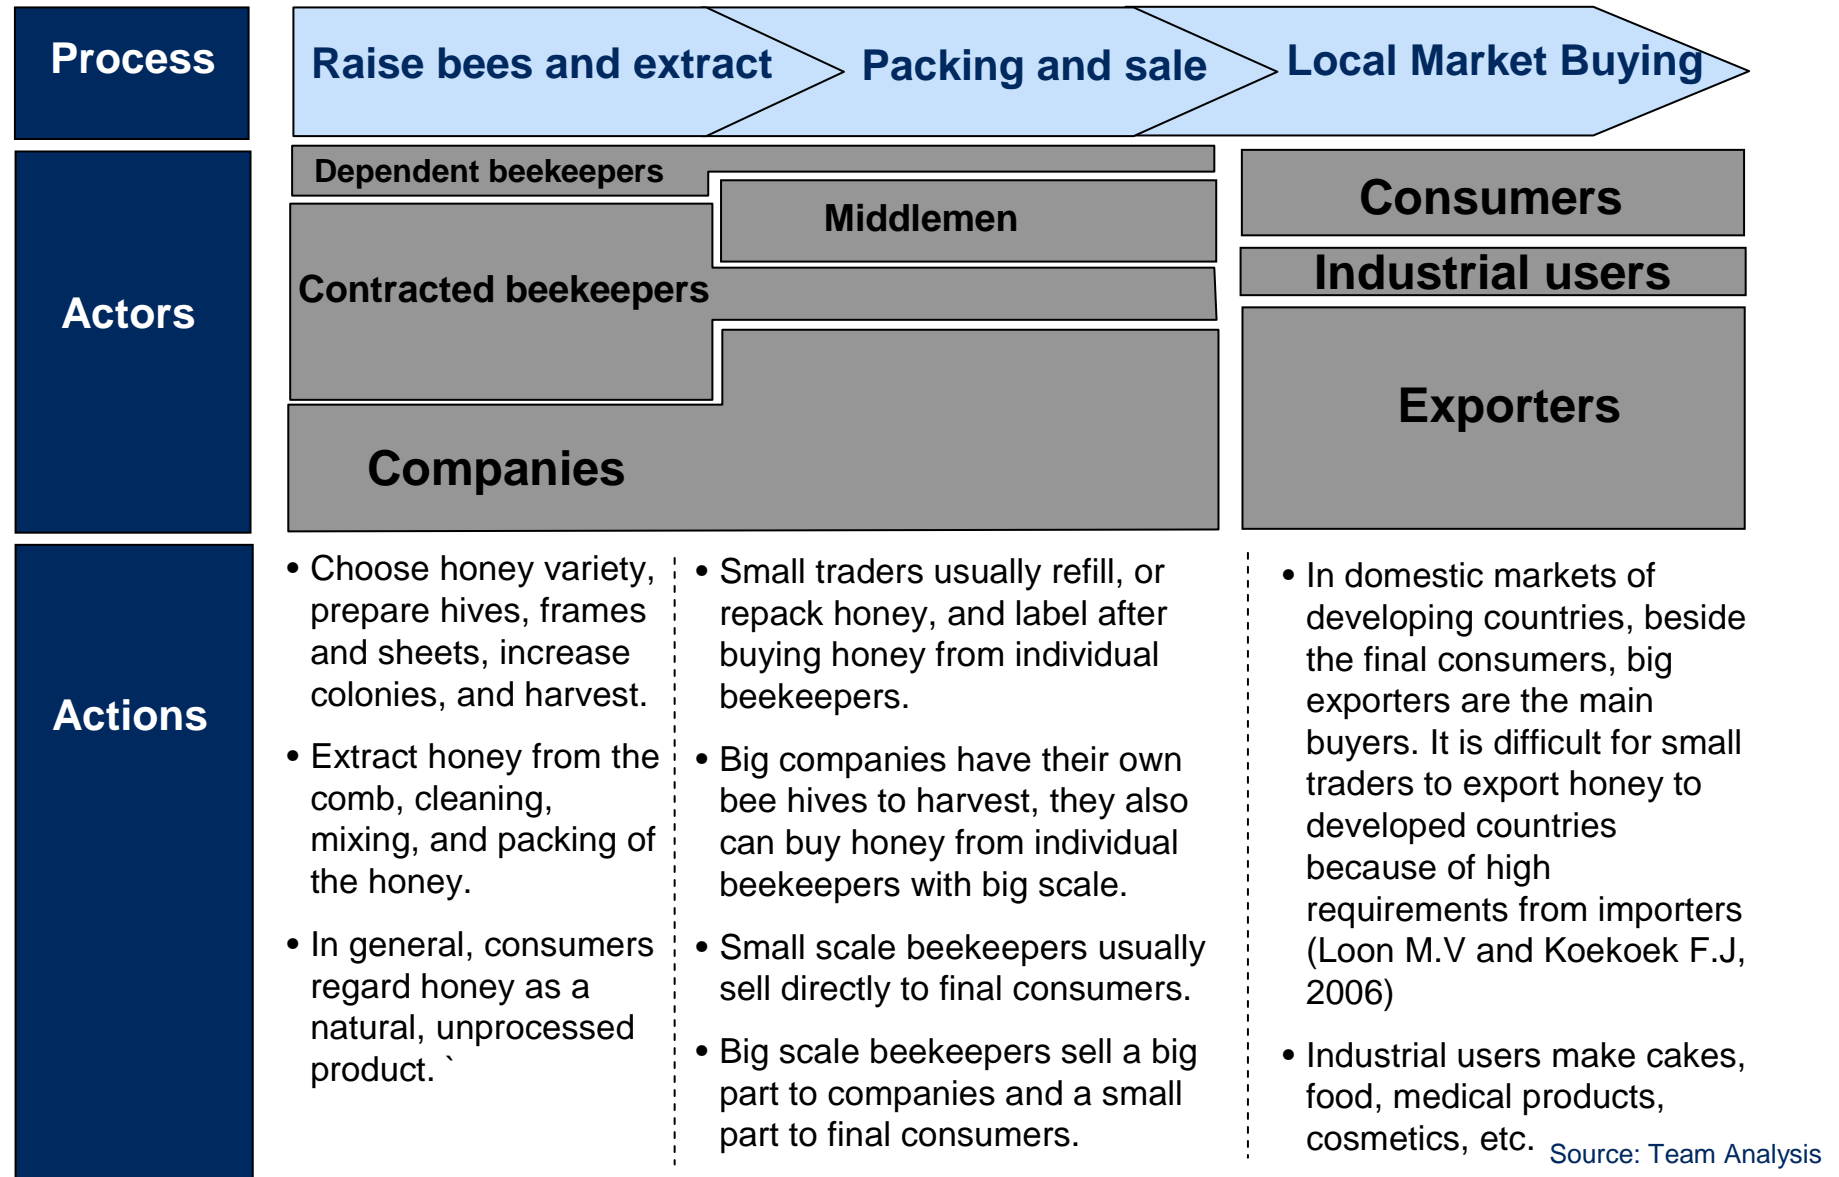 Process
Raise bees and extract
Packing and sale
Local Market Buying
Actors
Dependent beekeepers
Contracted beekeepers
Companies
Middlemen
Consumers
Industrial users
Exporters
Actions
• Choose honey variety,
prepare hives, frames
and sheets, increase
colonies, and harvest.
• Extract honey from the
comb, cleaning,
mixing, and packing of
the honey.
• In general, consumers
regard honey as a
natural, unprocessed
product. `
• Small traders usually refill, or
repack honey, and label after
buying honey from individual
beekeepers.
• Big companies have their own
bee hives to harvest, they also
can buy honey from individual
beekeepers with big scale.
• Small scale beekeepers usually
sell directly to final consumers.
• Big scale beekeepers sell a big
part to companies and a small
part to final consumers.
• In domestic markets of
developing countries, beside
the final consumers, big
exporters are the main
buyers. It is difficult for small
traders to export honey to
developed countries
because of high
requirements from importers
(Loon M.V and Koekoek F.J,
2006)
• Industrial users make cakes,
food, medical products,
cosmetics, etc.
Source: Team Analysis